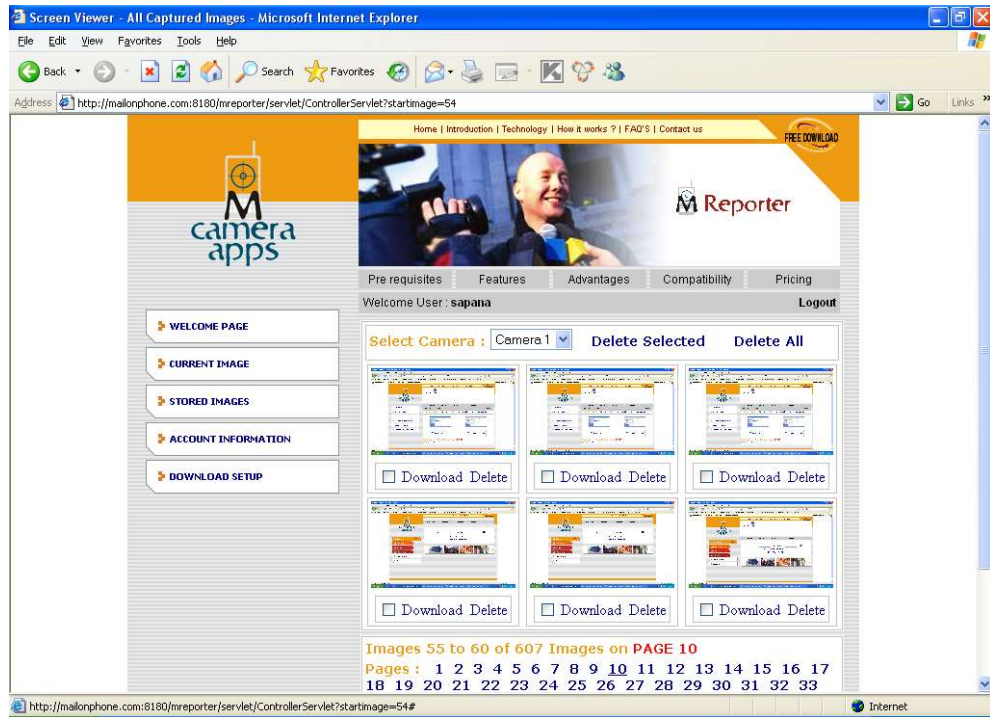 Screen Viewer - All Captured Images - Microsoft Internet Explorer
File Edit View Favorites Tools Help
Back Search Favorites
Address http://mailonphone.com:8180/mreporter/servlet/ControllerServlet?startimage=54 Go Links »
Home | Introduction | Technology | How it works ? | FAQ'S | Contact us
FREE DOWNLOAD
M
camera
apps
M Reporter
Pre requisites Features Advantages Compatibility Pricing
Welcome User : sapana Logout
WELCOME PAGE
CURRENT IMAGE
STORED IMAGES
ACCOUNT INFORMATION
DOWNLOAD SETUP
Select Camera : Camera 1 Delete Selected Delete All
Download Delete Download Delete Download Delete
Download Delete Download Delete Download Delete
Images 55 to 60 of 607 Images on PAGE 10
Pages : 1 2 3 4 5 6 7 8 9 10 11 12 13 14 15 16 17
18 19 20 21 22 23 24 25 26 27 28 29 30 31 32 33
http://mailonphone.com:8180/mreporter/servlet/ControllerServlet?startimage=54# Internet